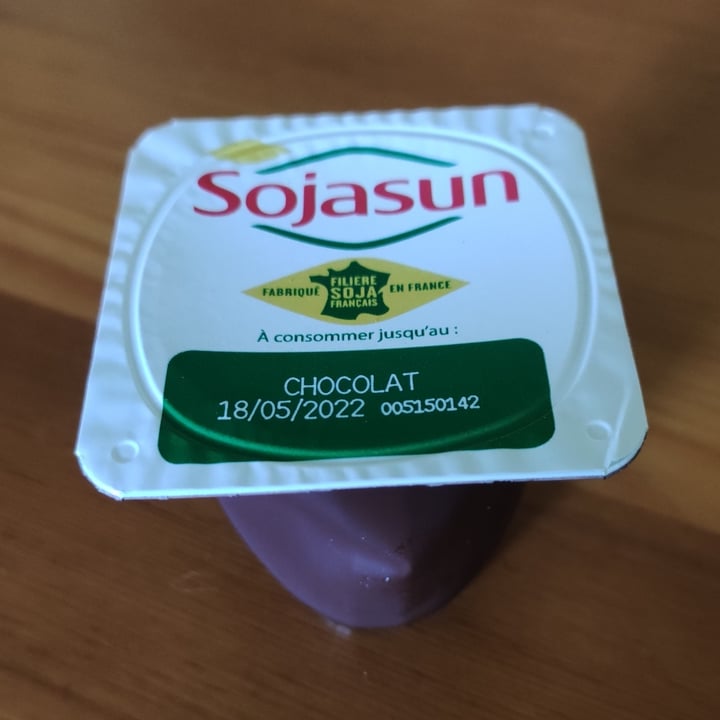 Sojasun
FABRIQUÉ FILIERE SOJA FRANÇAIS EN FRANCE
À consommer jusqu'au :
CHOCOLAT
18/05/2022 005150142